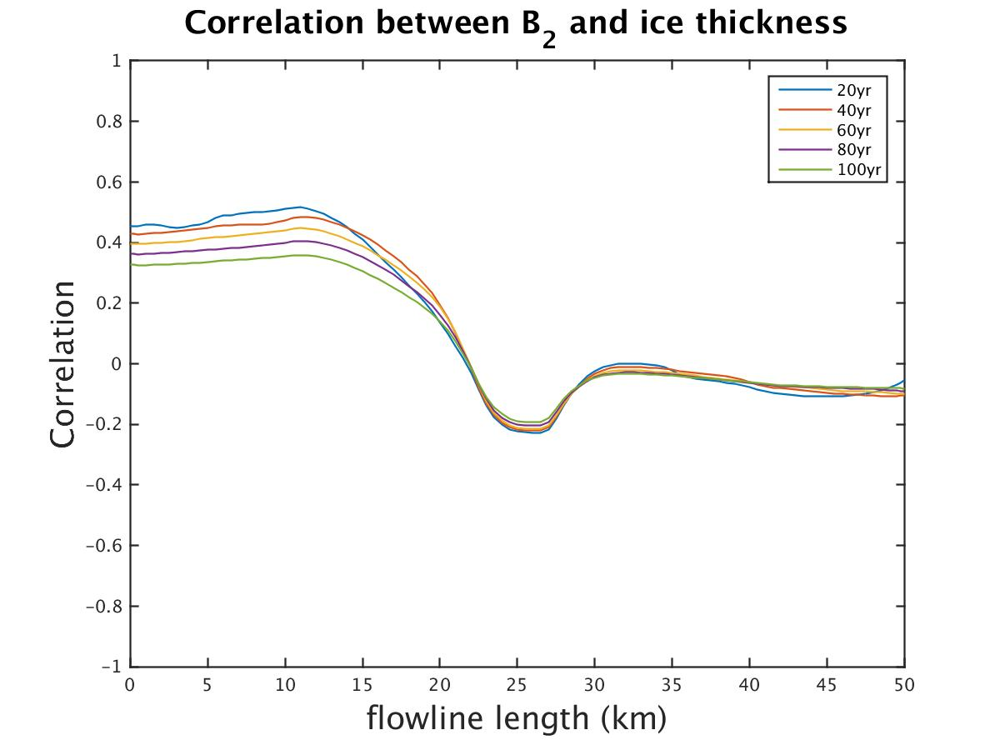 Correlation between B2 and ice thickness
1
0.8
0.6
0.4
0.2
0
−0.2
−0.4
−0.6
−0.8
−1
Correlation
20yr
40yr
60yr
80yr
100yr
0 5 10 15 20 25 30 35 40 45 50
flowline length (km)